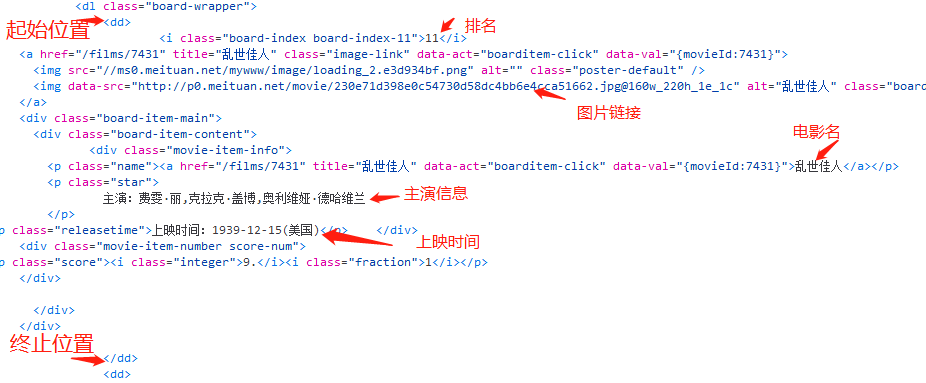 <dl class="board-wrapper">
起始位置 <dd> 排名
<i class="board-index board-index-11">11</i>
<a href="/films/7431" title="乱世佳人" class="image-link" data-act="boarditem-click" data-val="{movieId:7431}">
<img src="//ms0.meituan.net/mywww/image/loading_2.e3d934bf.png" alt="" class="poster-default" />
<img data-src="http://p0.meituan.net/movie/230e71d398e0c54730d58dc4bb6e4cca51662.jpg@160w_220h_1e_1c" alt="乱世佳人" class="board
</a>
图片链接
<div class="board-item-main">
<div class="board-item-content"> 电影名
<div class="movie-item-info">
<p class="name"><a href="/films/7431" title="乱世佳人" data-act="boarditem-click" data-val="{movieId:7431}">乱世佳人</a></p>
<p class="star">
主演：费雯·丽,克拉克·盖博,奥利维娅·德哈维兰 主演信息
</p>
p class="releasetime">上映时间：1939-12-15(美国)</p> </div>
上映时间
<div class="movie-item-number score-num">
p class="score"><i class="integer">9.</i><i class="fraction">1</i></p>
</div>
</div>
</div>
终止位置
</dd>
<dd>